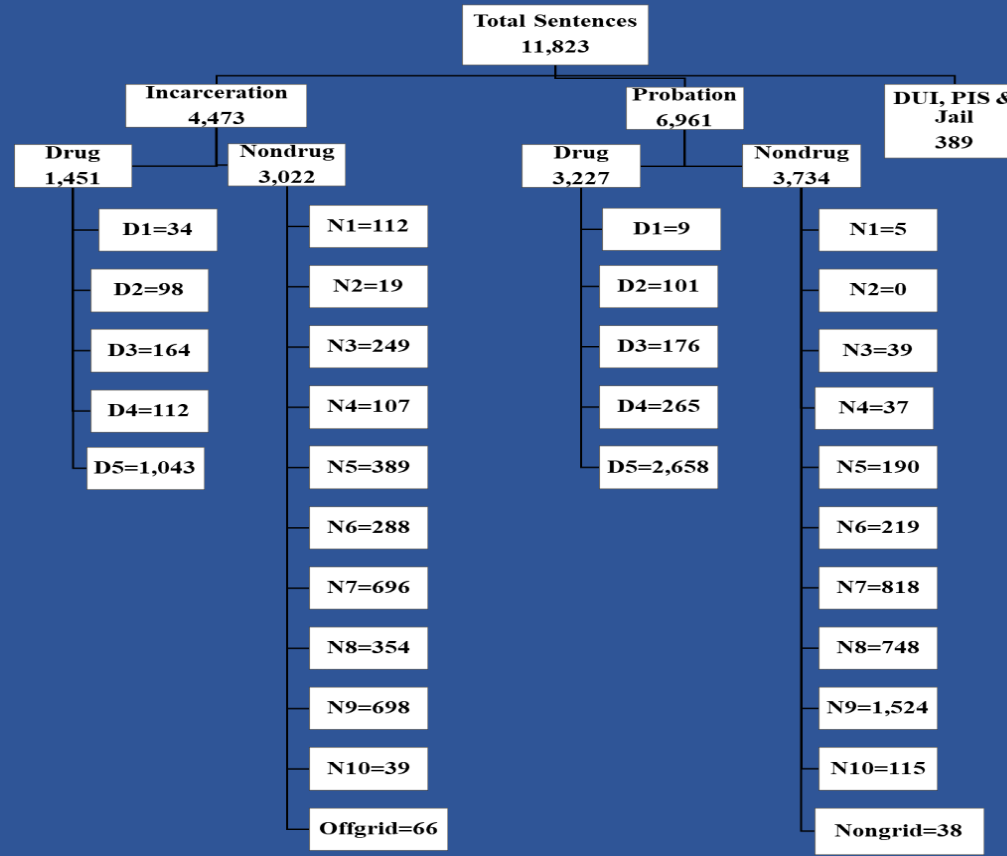 Total Sentences
11,823
Incarceration
4,473
Probation
6,961
DUI, PIS &
Jail
389
Drug
1,451
Nondrug
3,022
Drug
3,227
Nondrug
3,734
D1=34
D2=98
D3=164
D4=112
D5=1,043
N1=112
N2=19
N3=249
N4=107
N5=389
N6=288
N7=696
N8=354
N9=698
N10=39
Offgrid=66
D1=9
D2=101
D3=176
D4=265
D5=2,658
N1=5
N2=0
N3=39
N4=37
N5=190
N6=219
N7=818
N8=748
N9=1,524
N10=115
Nongrid=38